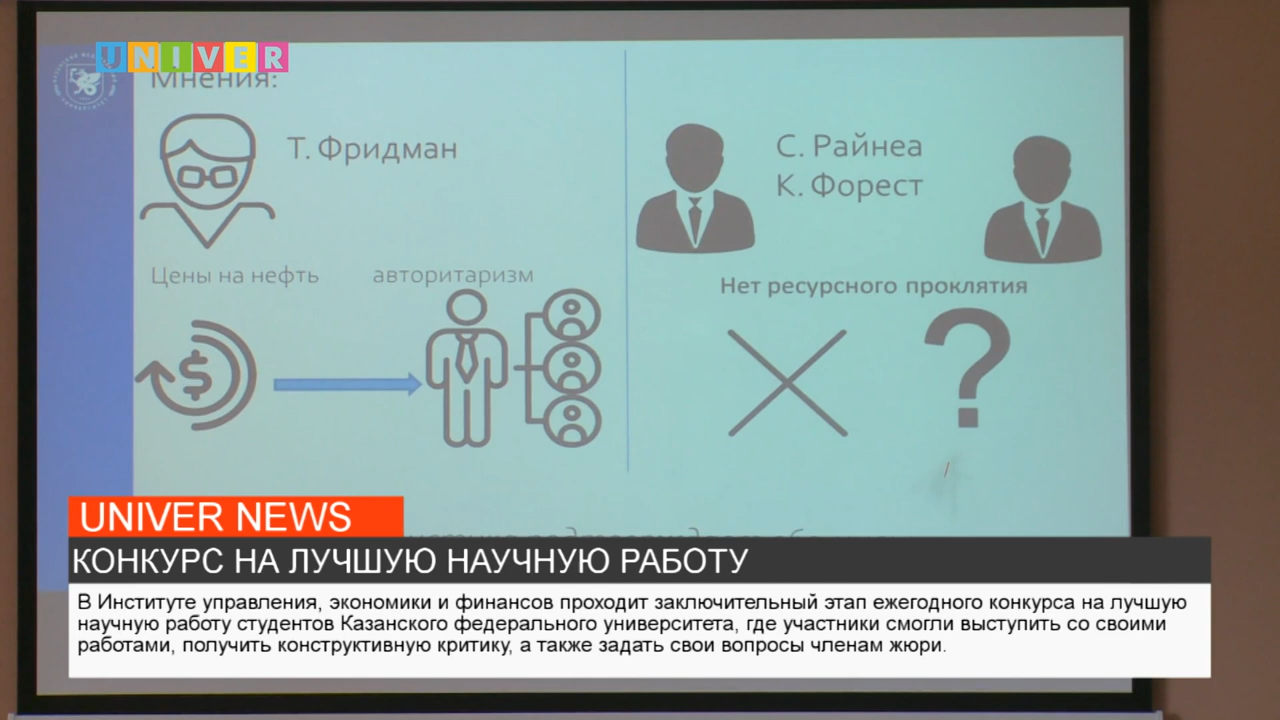 UNIVER
Мнения:
Т. Фридман
С. Райнеа
К. Форест
Цены на нефть
авторитаризм
Нет ресурсного проклятия
?
UNIVER NEWS
КОНКУРС НА ЛУЧШУЮ НАУЧНУЮ РАБОТУ
В Институте управления, экономики и финансов проходит заключительный этап ежегодного конкурса на лучшую
научную работу студентов Казанского федерального университета, где участники смогли выступить со своими
работами, получить конструктивную критику, а также задать свои вопросы членам жюри.